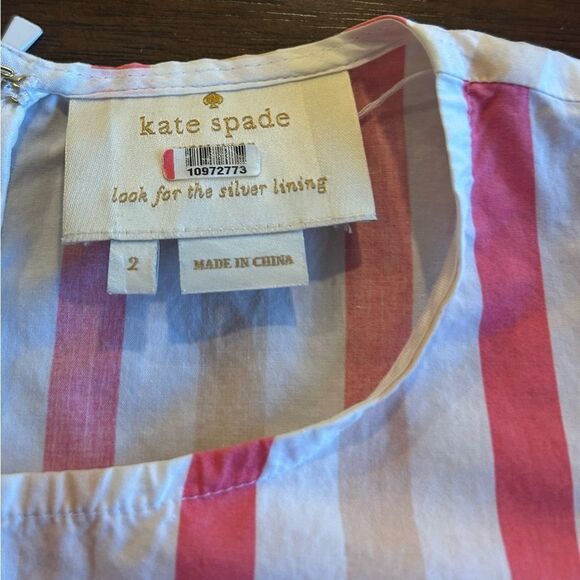 kate spade
10972773
look for the silver lining
2
MADE IN CHINA